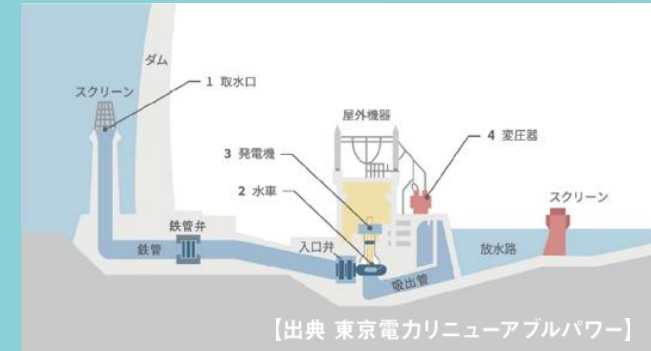 ダム
1 取水口
スクリーン
屋外機器
4 変圧器
3 発電機
2 水車
スクリーン
鉄管弁
鉄管
入口弁
放水路
吸出管
【出典 東京電力リニューアブルパワー】